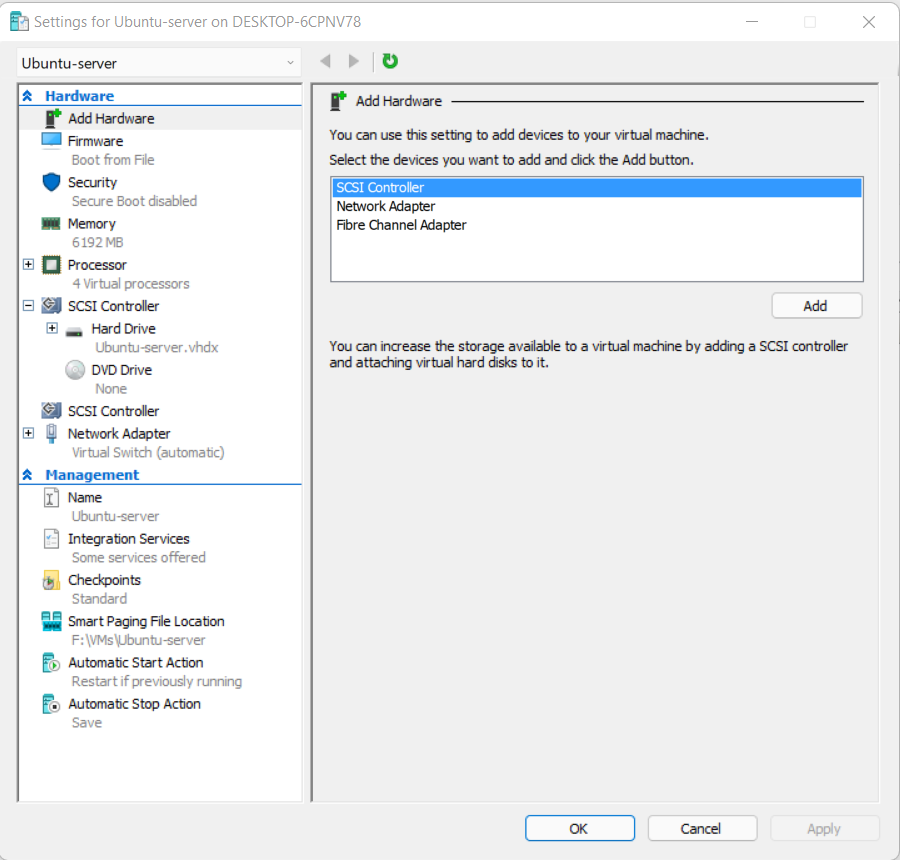 Settings for Ubuntu-server on DESKTOP-6CPNV78
Ubuntu-server
Hardware
Add Hardware
Firmware
Boot from File
Security
Secure Boot disabled
Memory
6192 MB
Processor
4 Virtual processors
SCSI Controller
Hard Drive
Ubuntu-server.vhdx
DVD Drive
None
SCSI Controller
Network Adapter
Virtual Switch (automatic)
Management
Name
Ubuntu-server
Integration Services
Some services offered
Checkpoints
Standard
Smart Paging File Location
F:\VMs\Ubuntu-server
Automatic Start Action
Restart if previously running
Automatic Stop Action
Save
Add Hardware
You can use this setting to add devices to your virtual machine.
Select the devices you want to add and click the Add button.
SCSI Controller
Network Adapter
Fibre Channel Adapter
Add
You can increase the storage available to a virtual machine by adding a SCSI controller
and attaching virtual hard disks to it.
OK
Cancel
Apply